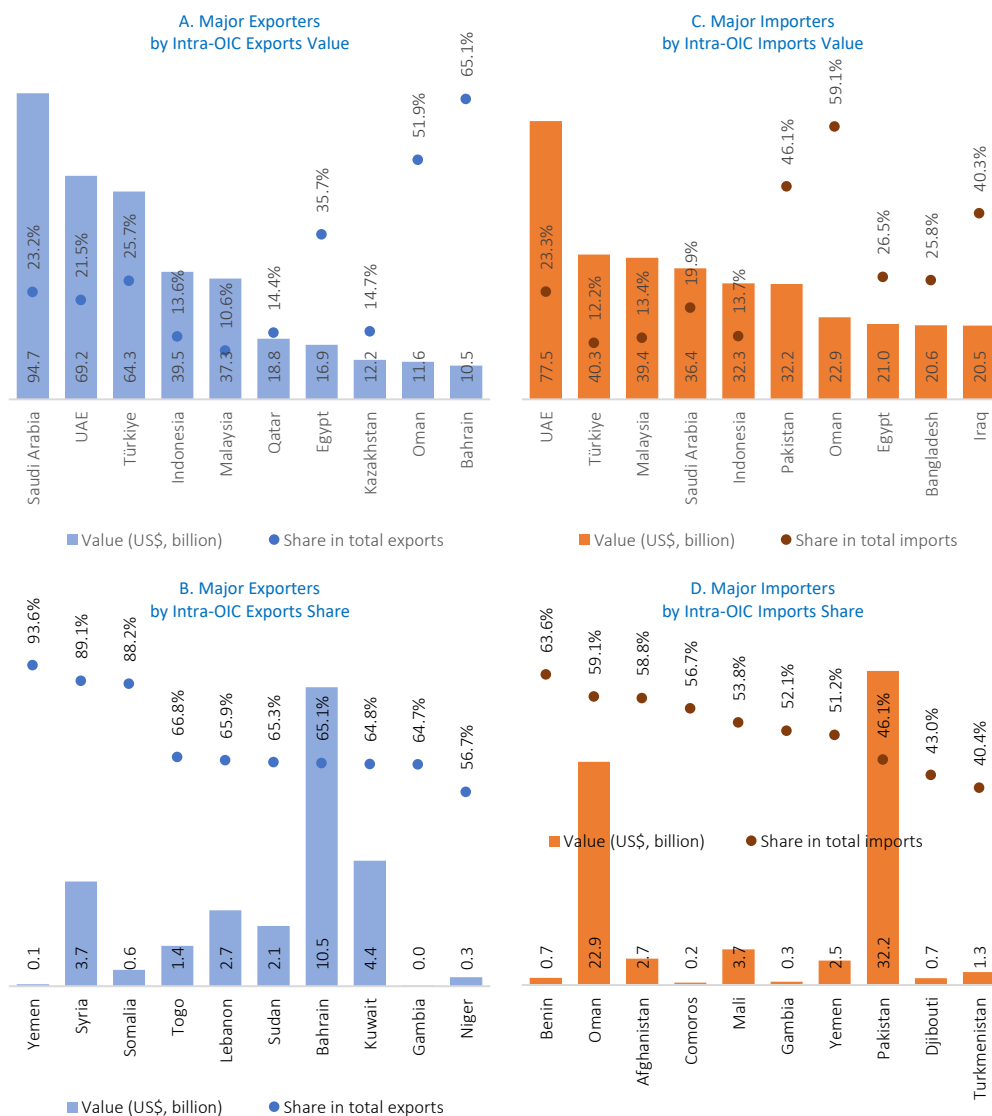 A. Major Exporters
by Intra-OIC Exports Value
23.2%
21.5%
25.7%
13.6%
10.6%
14.4%
35.7%
14.7%
51.9%
65.1%
94.7
69.2
64.3
39.5
37.3
18.8
16.9
12.2
11.6
10.5
Saudi Arabia
UAE
Türkiye
Indonesia
Malaysia
Qatar
Egypt
Kazakhstan
Oman
Bahrain
Value (US$, billion)
Share in total exports
C. Major Importers
by Intra-OIC Imports Value
23.3%
12.2%
13.4%
19.9%
13.7%
46.1%
59.1%
26.5%
25.8%
40.3%
77.5
40.3
39.4
36.4
32.3
32.2
22.9
21.0
20.6
20.5
UAE
Türkiye
Malaysia
Saudi Arabia
Indonesia
Pakistan
Oman
Egypt
Bangladesh
Iraq
Value (US$, billion)
Share in total imports
B. Major Exporters
by Intra-OIC Exports Share
93.6%
89.1%
88.2%
66.8%
65.9%
65.3%
65.1%
64.8%
64.7%
56.7%
0.1
3.7
0.6
1.4
2.7
2.1
10.5
4.4
0.0
0.3
Yemen
Syria
Somalia
Togo
Lebanon
Sudan
Bahrain
Kuwait
Gambia
Niger
Value (US$, billion)
Share in total exports
D. Major Importers
by Intra-OIC Imports Share
63.6%
59.1%
58.8%
56.7%
53.8%
52.1%
51.2%
46.1%
43.0%
40.4%
Value (US$, billion)
Share in total imports
0.7
22.9
2.7
0.2
3.7
0.3
2.5
32.2
0.7
1.3
Benin
Oman
Afghanistan
Comoros
Mali
Gambia
Yemen
Pakistan
Djibouti
Turkmenistan